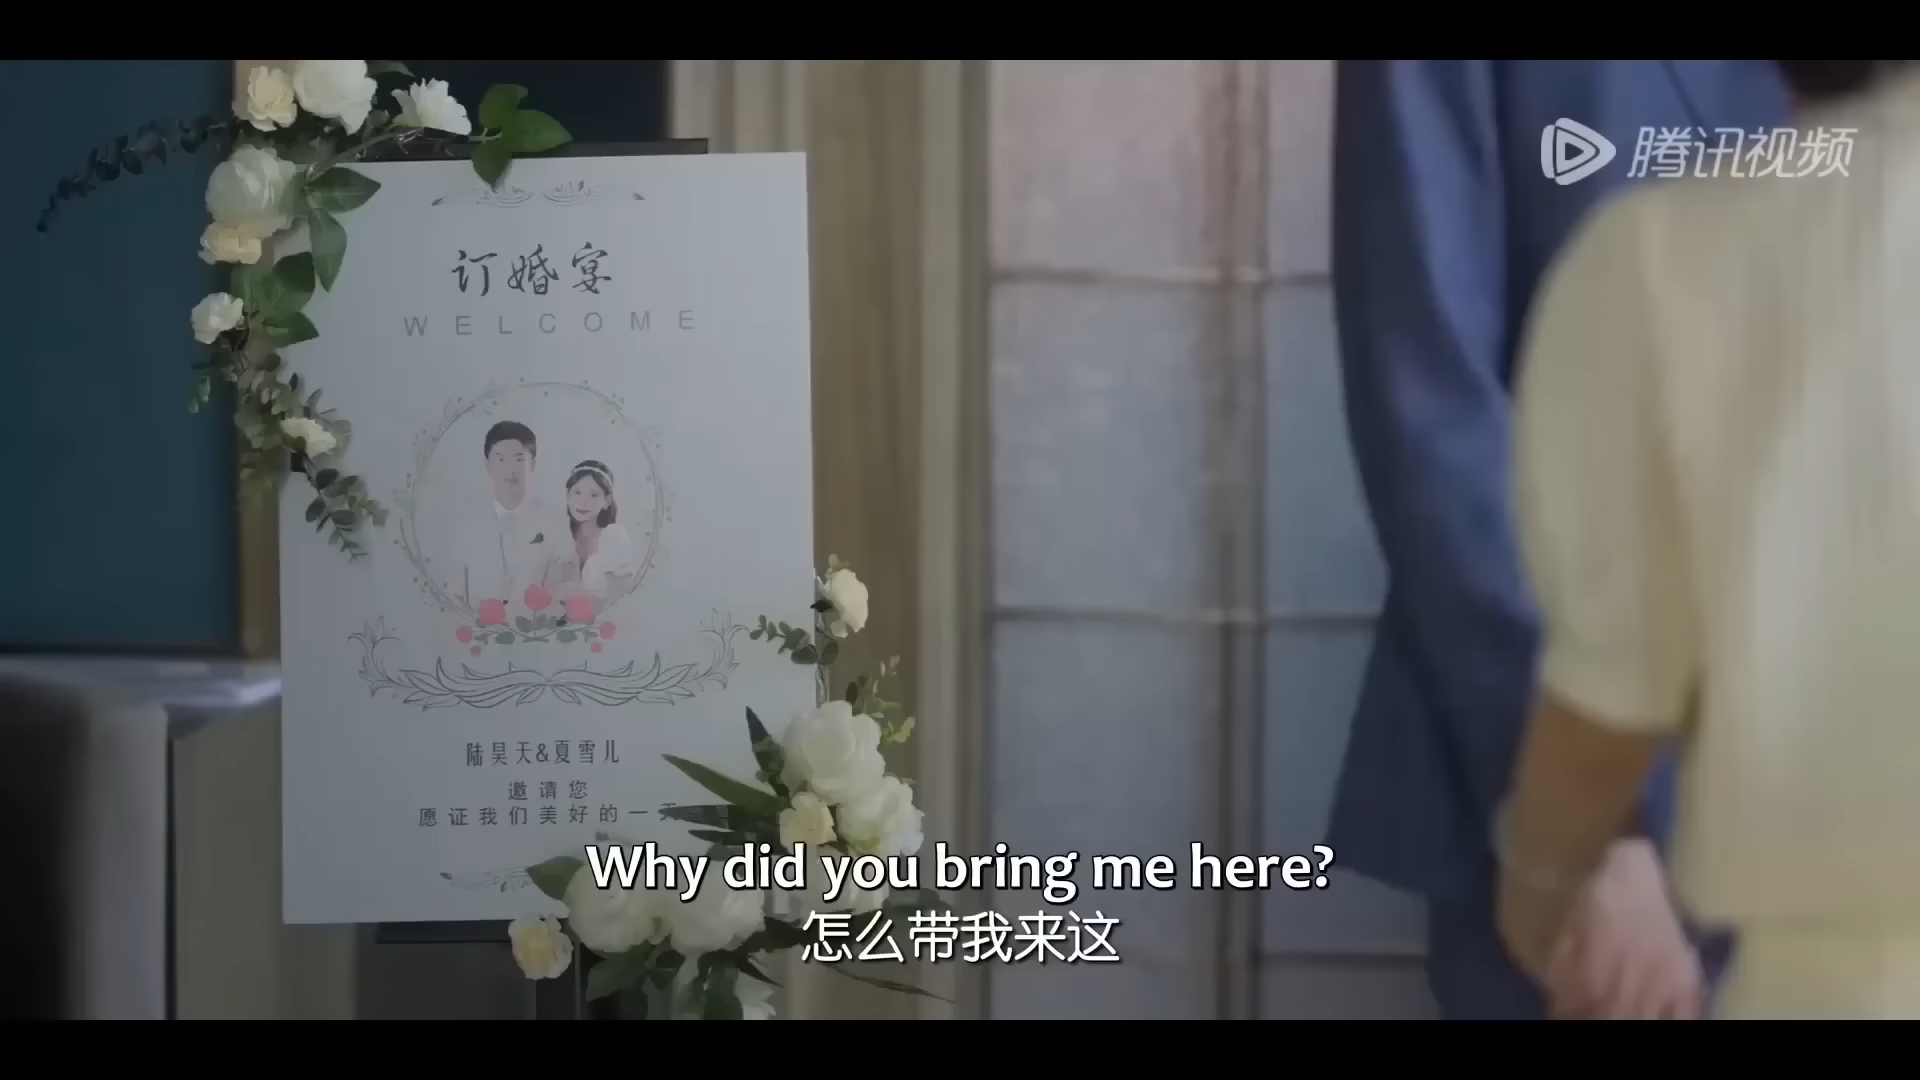 腾讯视频
订婚宴
WELCOME
陆昊天&夏雪儿
邀请您
愿证我们美好的一天
Why did you bring me here?
怎么带我来这